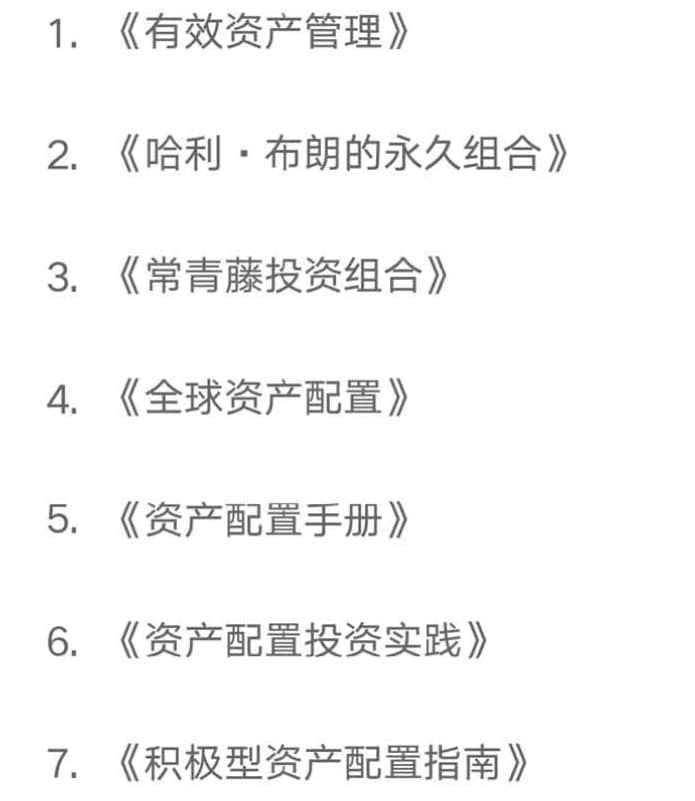 1. 《有效资产管理》
2. 《哈利·布朗的永久组合》
3. 《常青藤投资组合》
4. 《全球资产配置》
5. 《资产配置手册》
6. 《资产配置投资实践》
7. 《积极型资产配置指南》